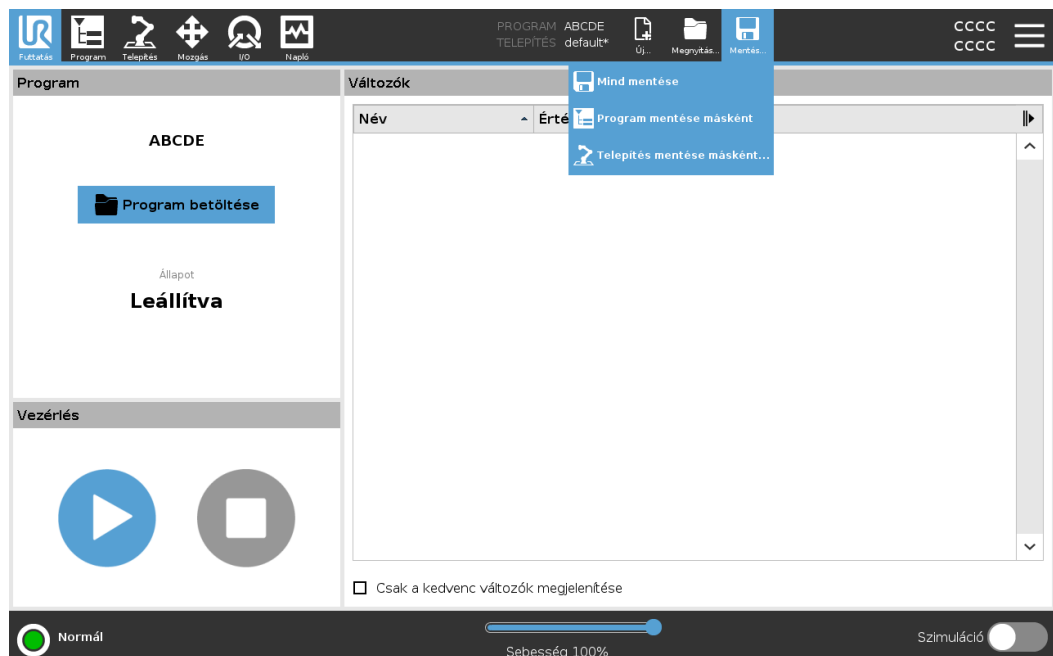 PROGRAM ABCDE
TELEPÍTÉS default*
CCCC
CCCC
Futtatás Program Telepítés Mozgás I/O Napló Új... Megnyitás... Mentés...
Mind mentése
Program mentése másként
Telepítés mentése másként...
Program
ABCDE
Program betöltése
Állapot
Leállítva
Vezérlés
Változók
Név Érté
Csak a kedvenc változók megjelenítése
Normál
Sebesség 100%
Szimuláció